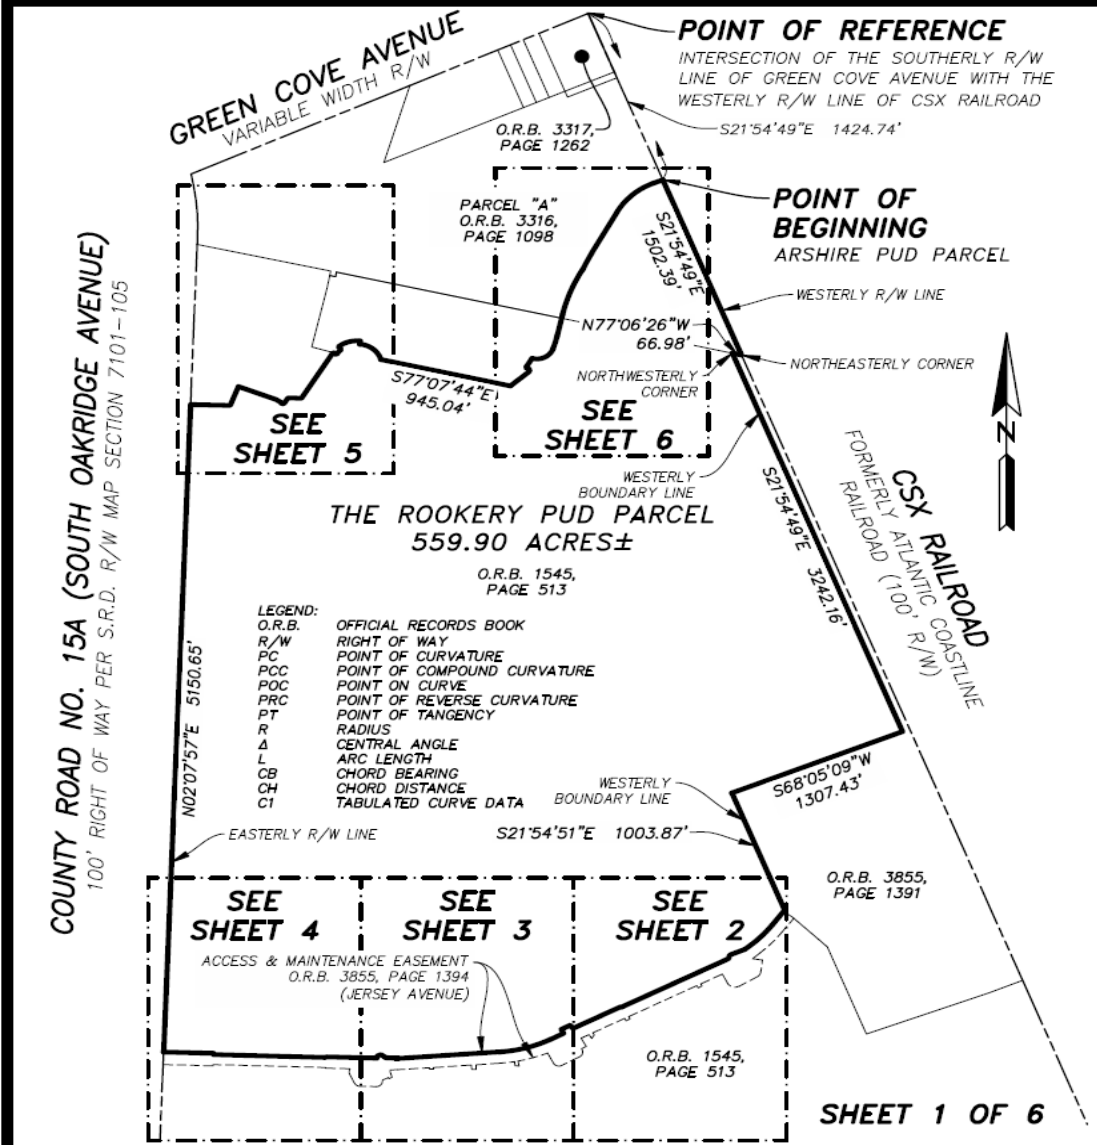 GREEN COVE AVENUE
VARIABLE WIDTH R/W
POINT OF REFERENCE
INTERSECTION OF THE SOUTHERLY R/W
LINE OF GREEN COVE AVENUE WITH THE
WESTERLY R/W LINE OF CSX RAILROAD
S21°54'49"E 1424.74'
O.R.B. 3317,
PAGE 1262
PARCEL "A"
O.R.B. 3316,
PAGE 1098
POINT OF
BEGINNING
ARSHIRE PUD PARCEL
S21°54'49"E
1502.39'
WESTERLY R/W LINE
N77°06'26"W
66.98'
NORTHEASTERLY CORNER
NORTHWESTERLY
CORNER
S77°07'44"E
945.04'
SEE
SHEET 5
SEE
SHEET 6
N
WESTERLY
BOUNDARY LINE
S21°54'49"E 3242.16'
CSX RAILROAD
FORMERLY ATLANTIC COASTLINE
RAILROAD (100' R/W)
COUNTY ROAD NO. 15A (SOUTH OAKRIDGE AVENUE)
100' RIGHT OF WAY PER S.R.D. R/W MAP SECTION 7101-105
THE ROOKERY PUD PARCEL
559.90 ACRES±
O.R.B. 1545,
PAGE 513
LEGEND:
O.R.B. OFFICIAL RECORDS BOOK
R/W RIGHT OF WAY
PC POINT OF CURVATURE
PCC POINT OF COMPOUND CURVATURE
POC POINT ON CURVE
PRC POINT OF REVERSE CURVATURE
PT POINT OF TANGENCY
R RADIUS
Δ CENTRAL ANGLE
L ARC LENGTH
CB CHORD BEARING
CH CHORD DISTANCE
C1 TABULATED CURVE DATA
N02°07'57"E 5150.65'
EASTERLY R/W LINE
WESTERLY
BOUNDARY LINE
S68°05'09"W
1307.43'
S21°54'51"E 1003.87'
O.R.B. 3855,
PAGE 1391
SEE
SHEET 4
SEE
SHEET 3
SEE
SHEET 2
ACCESS & MAINTENANCE EASEMENT
O.R.B. 3855, PAGE 1394
(JERSEY AVENUE)
O.R.B. 1545,
PAGE 513
SHEET 1 OF 6